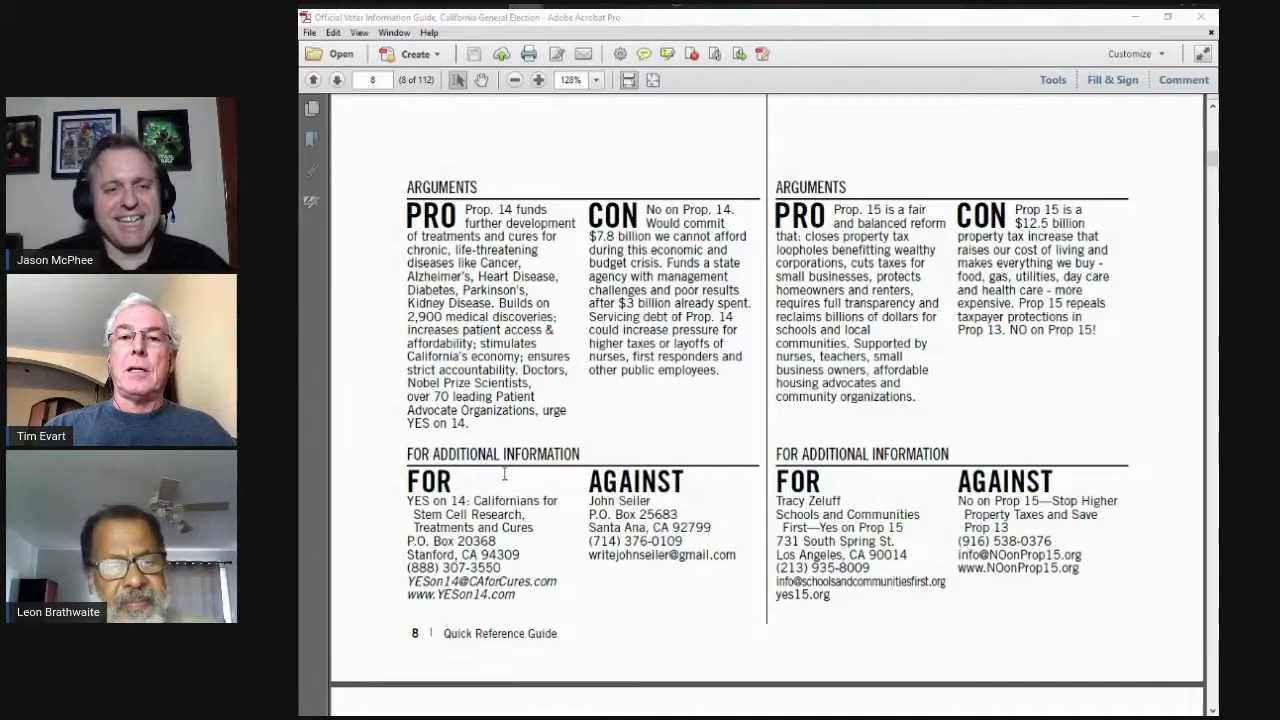 Official Voter Information Guide, California General Election - Adobe Acrobat Pro
File Edit View Window Help
Open Create Customize
8 (8 of 112) 128% Tools Fill & Sign Comment
Jason McPhee
Tim Evart
Leon Brathwaite
ARGUMENTS
PRO Prop. 14 funds
further development
of treatments and cures for
chronic, life-threatening
diseases like Cancer,
Alzheimer's, Heart Disease,
Diabetes, Parkinson's,
Kidney Disease. Builds on
2,900 medical discoveries;
increases patient access &
affordability; stimulates
California's economy; ensures
strict accountability. Doctors,
Nobel Prize Scientists,
over 70 leading Patient
Advocate Organizations, urge
YES on 14.
CON No on Prop. 14.
Would commit
$7.8 billion we cannot afford
during this economic and
budget crisis. Funds a state
agency with management
challenges and poor results
after $3 billion already spent.
Servicing debt of Prop. 14
could increase pressure for
higher taxes or layoffs of
nurses, first responders and
other public employees.
FOR ADDITIONAL INFORMATION
FOR
YES on 14: Californians for
Stem Cell Research,
Treatments and Cures
P.O. Box 20368
Stanford, CA 94309
(888) 307-3550
YESon14@CAforCures.com
www.YESon14.com
AGAINST
John Seiler
P.O. Box 25683
Santa Ana, CA 92799
(714) 376-0109
writejohnseiler@gmail.com
ARGUMENTS
PRO Prop. 15 is a fair
and balanced reform
that: closes property tax
loopholes benefitting wealthy
corporations, cuts taxes for
small businesses, protects
homeowners and renters,
requires full transparency and
reclaims billions of dollars for
schools and local
communities. Supported by
nurses, teachers, small
business owners, affordable
housing advocates and
community organizations.
CON Prop 15 is a
$12.5 billion
property tax increase that
raises our cost of living and
makes everything we buy -
food, gas, utilities, day care
and health care - more
expensive. Prop 15 repeals
taxpayer protections in
Prop 13. NO on Prop 15!
FOR ADDITIONAL INFORMATION
FOR
Tracy Zeluff
Schools and Communities
First—Yes on Prop 15
731 South Spring St.
Los Angeles, CA 90014
(213) 935-8009
info@schoolsandcommunitiesfirst.org
yes15.org
AGAINST
No on Prop 15—Stop Higher
Property Taxes and Save
Prop 13
(916) 538-0376
info@NOonProp15.org
www.NOonProp15.org
8 | Quick Reference Guide